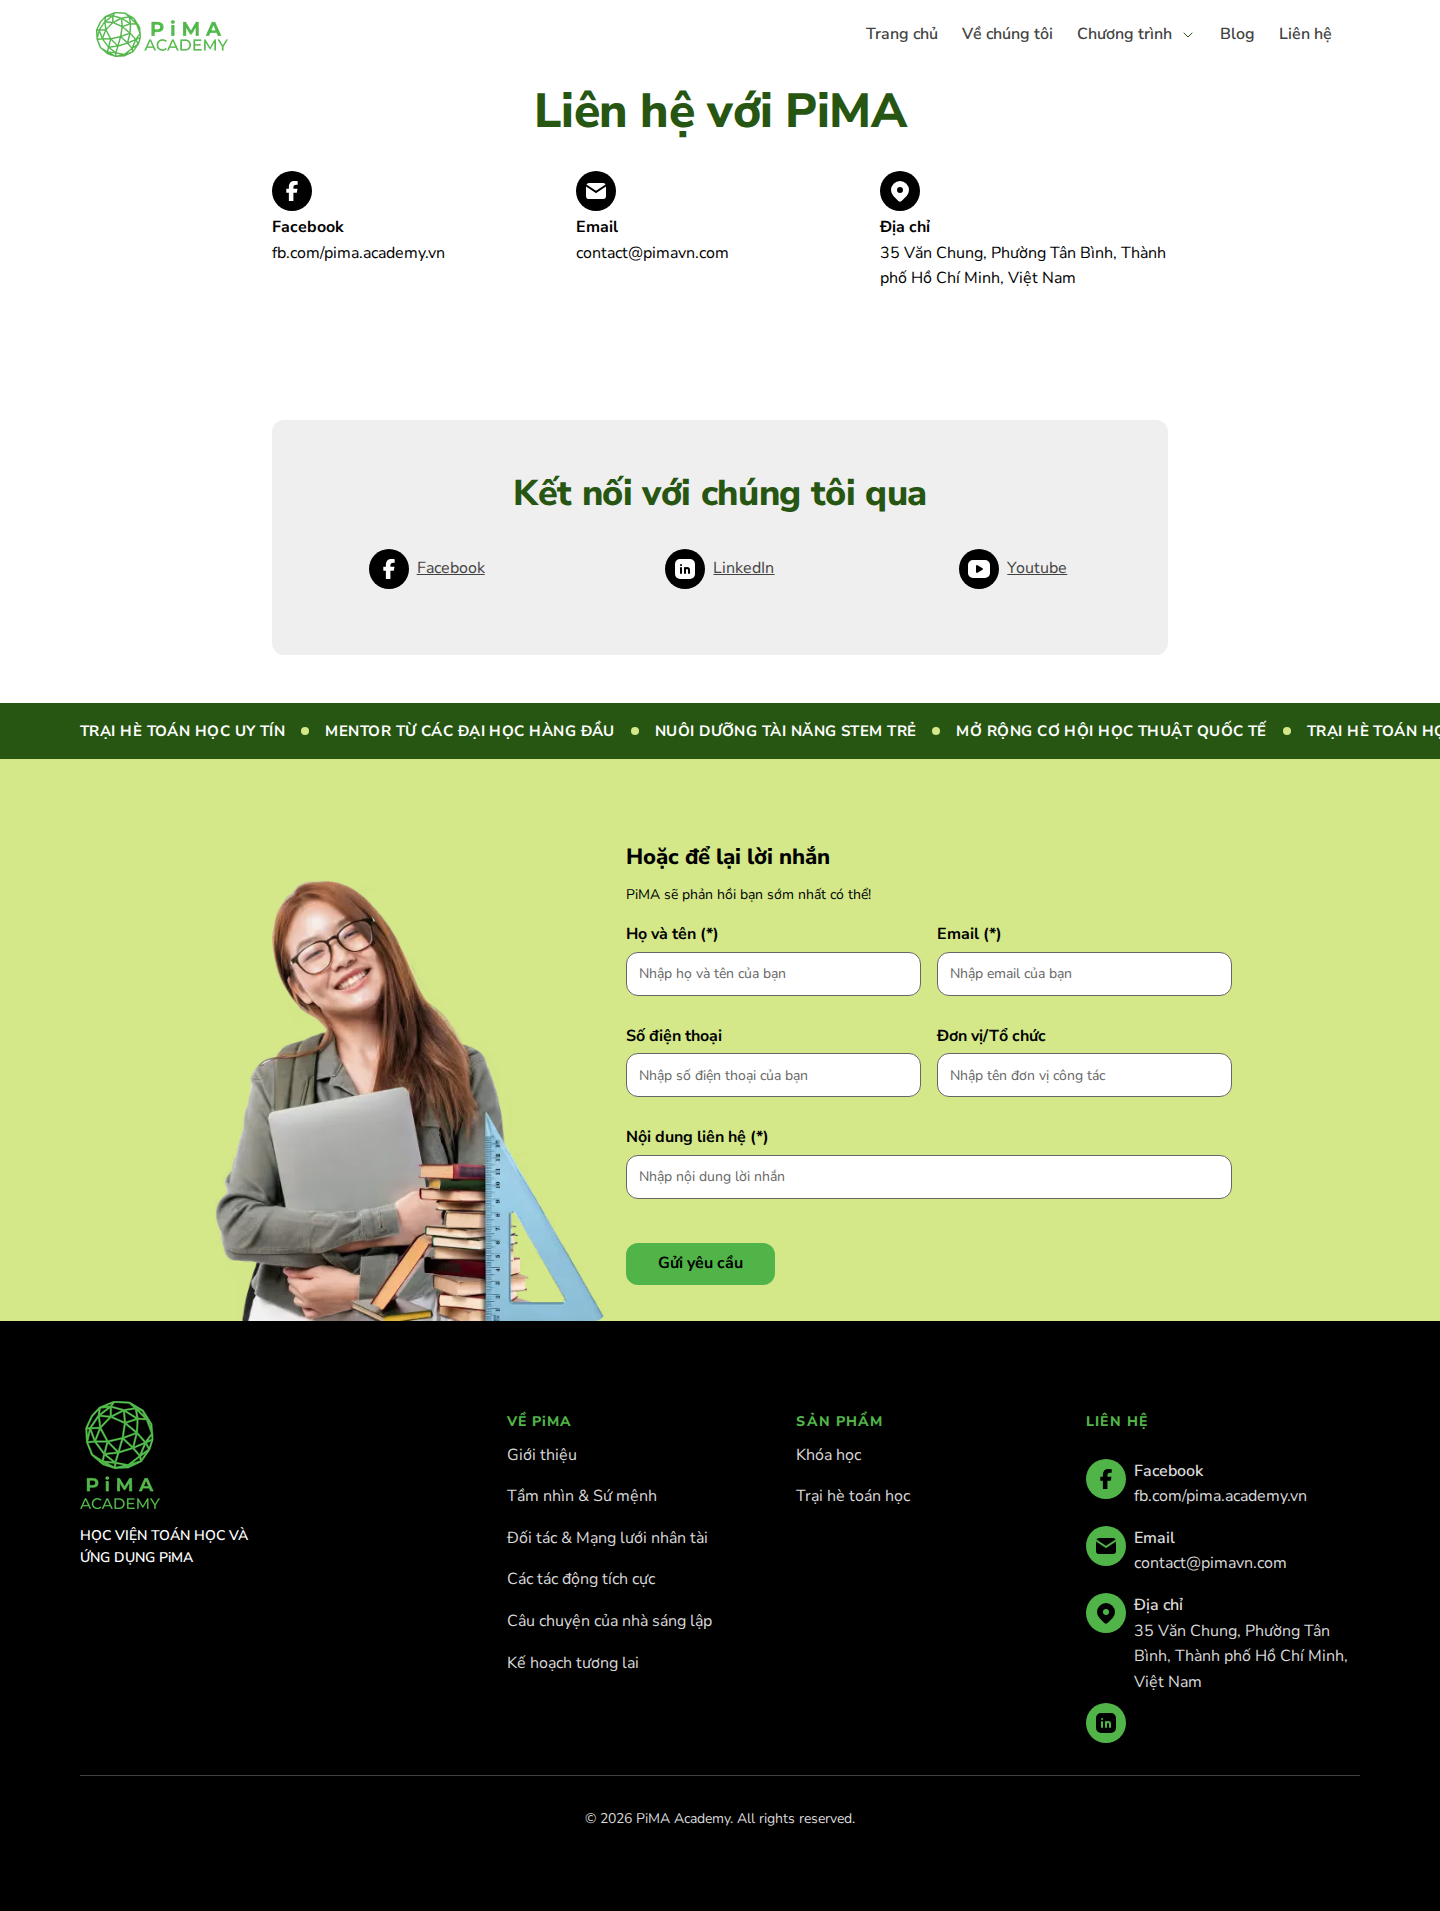 PiMA
ACADEMY
Trang chủ
Về chúng tôi
Chương trình
Blog
Liên hệ
Liên hệ với PiMA
Facebook
fb.com/pima.academy.vn
Email
contact@pimavn.com
Địa chỉ
35 Văn Chung, Phường Tân Bình, Thành
phố Hồ Chí Minh, Việt Nam
Kết nối với chúng tôi qua
Facebook
LinkedIn
Youtube
TRẠI HÈ TOÁN HỌC UY TÍN
MENTOR TỪ CÁC ĐẠI HỌC HÀNG ĐẦU
NUÔI DƯỠNG TÀI NĂNG STEM TRẺ
MỞ RỘNG CƠ HỘI HỌC THUẬT QUỐC TẾ
TRẠI HÈ TOÁN HỌ
Hoặc để lại lời nhắn
PiMA sẽ phản hồi bạn sớm nhất có thể!
Họ và tên (*)
Email (*)
Nhập họ và tên của bạn
Nhập email của bạn
Số điện thoại
Đơn vị/Tổ chức
Nhập số điện thoại của bạn
Nhập tên đơn vị công tác
Nội dung liên hệ (*)
Nhập nội dung lời nhắn
Gửi yêu cầu
PiMA
ACADEMY
HỌC VIỆN TOÁN HỌC VÀ
ỨNG DỤNG PiMA
VỀ PiMA
Giới thiệu
Tầm nhìn & Sứ mệnh
Đối tác & Mạng lưới nhân tài
Các tác động tích cực
Câu chuyện của nhà sáng lập
Kế hoạch tương lai
SẢN PHẨM
Khóa học
Trại hè toán học
LIÊN HỆ
Facebook
fb.com/pima.academy.vn
Email
contact@pimavn.com
Địa chỉ
35 Văn Chung, Phường Tân
Bình, Thành phố Hồ Chí Minh,
Việt Nam
© 2026 PiMA Academy. All rights reserved.